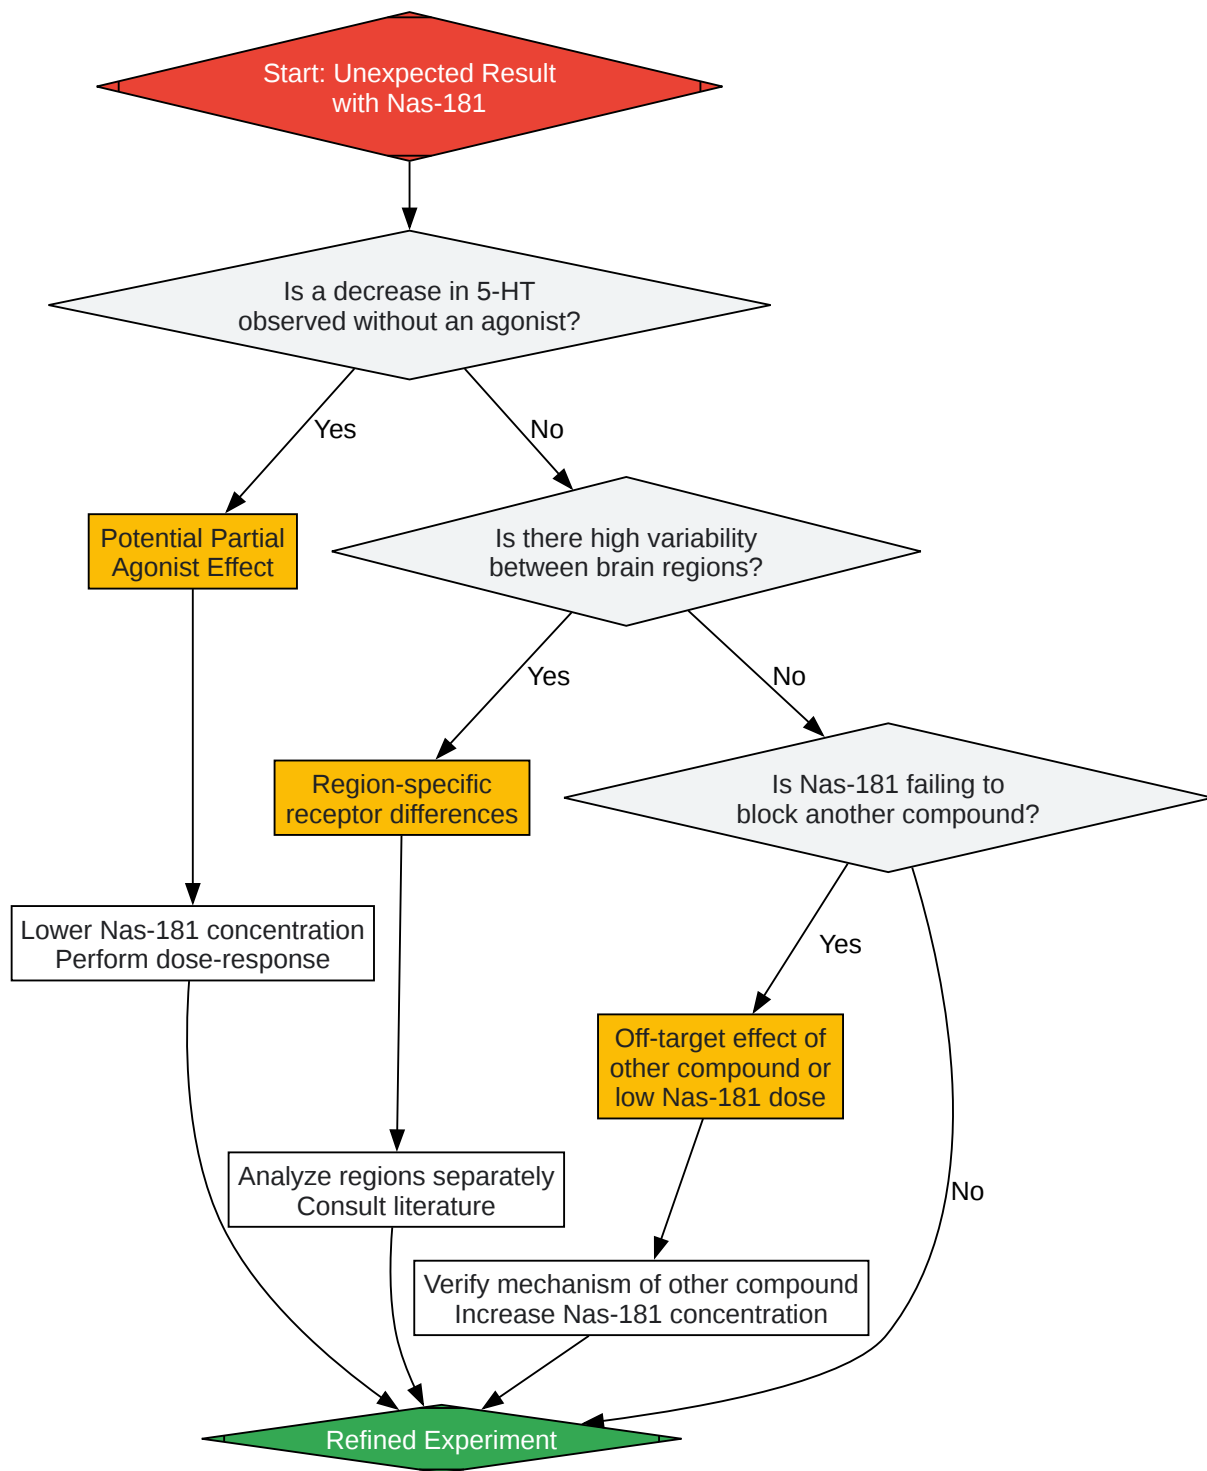 Start: Unexpected Result
with Nas-181
Is a decrease in 5-HT
observed without an agonist?
Yes
No
Potential Partial
Agonist Effect
Is there high variability
between brain regions?
Yes
No
Region-specific
receptor differences
Is Nas-181 failing to
block another compound?
Lower Nas-181 concentration
Perform dose-response
Yes
Off-target effect of
other compound or
low Nas-181 dose
Analyze regions separately
Consult literature
No
Verify mechanism of other compound
Increase Nas-181 concentration
Refined Experiment